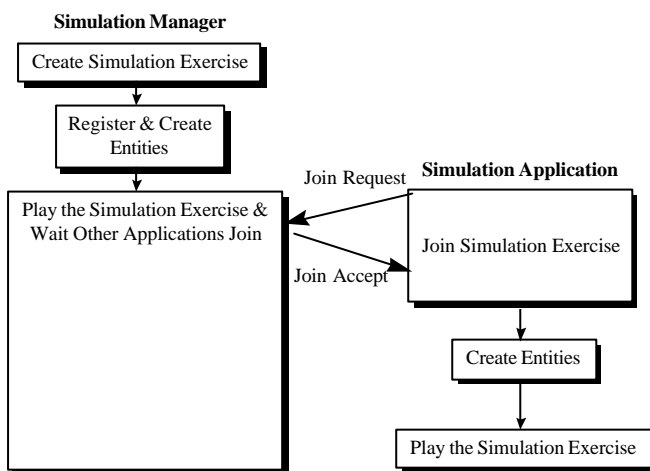 Simulation Manager
Create Simulation Exercise
Register & Create
Entities
Play the Simulation Exercise &
Wait Other Applications Join
Join Request
Join Accept
Simulation Application
Join Simulation Exercise
Create Entities
Play the Simulation Exercise